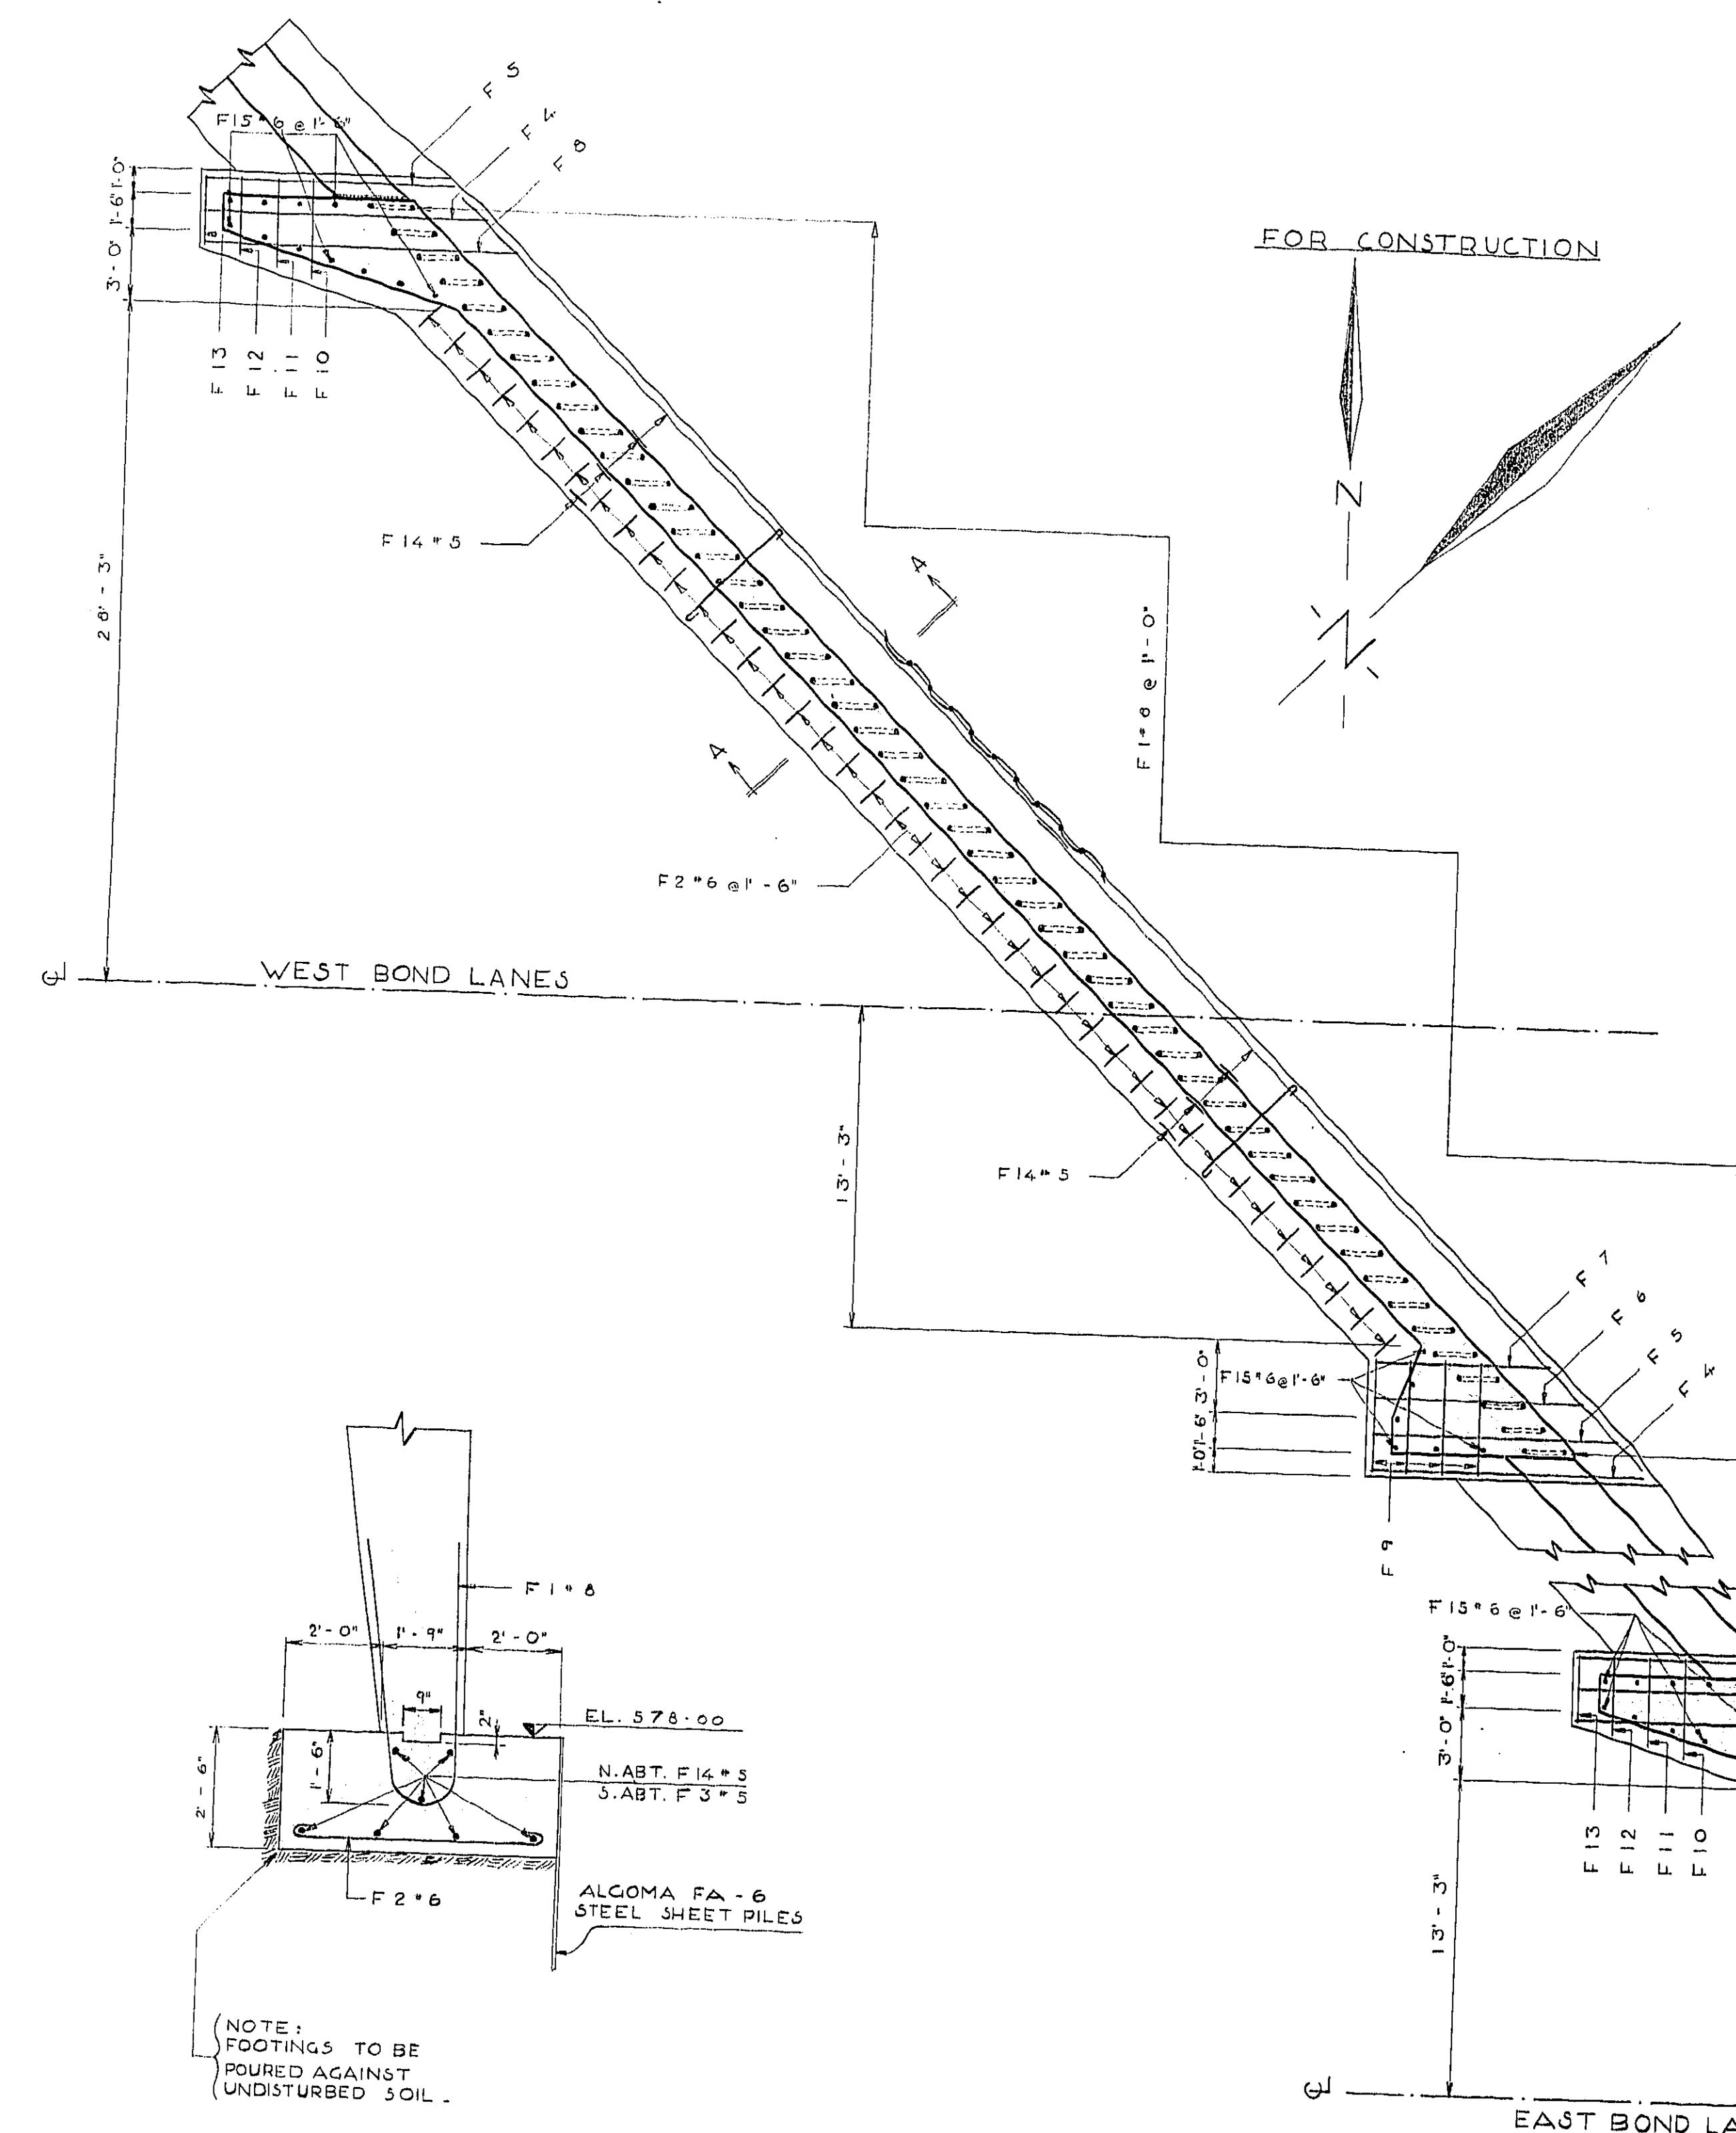 F 5
F 4
F 8
F15 #6 @ 1'-6"
1'-0"
1'-6"
3'-0"
F 13
F 12
F 11
F 10
FOR CONSTRUCTION
N
N
F 14 #5
28'-3"
A
A
F 1 #8 @ 1'-0"
F 2 #6 @ 1'-6"
℄ WEST BOND LANES
13'-3"
F 14 #5
F 7
F 6
F 5
F 4
3'-0"
1'-6"
1'-0"
F15 #6 @ 1'-6"
F 9
F 1 #8
2'-0"
1'-9"
2'-0"
9"
2"
EL. 578.00
2'-6"
1'-6"
N. ABT. F 14 #5
S. ABT. F 3 #5
F 2 #6
ALGOMA FA-6
STEEL SHEET PILES
NOTE:
FOOTINGS TO BE
POURED AGAINST
UNDISTURBED SOIL.
F 15 #6 @ 1'-6"
1'-0"
1'-6"
3'-0"
F 13
F 12
F 11
F 10
13'-3"
℄
EAST BOND LA